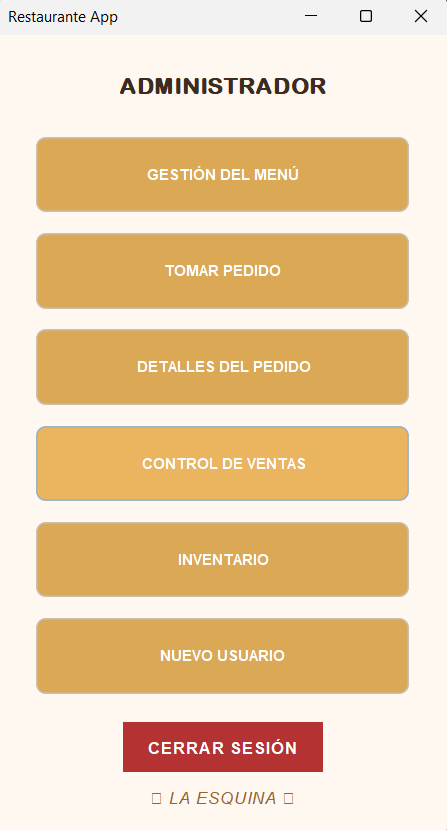 Restaurante App
ADMINISTRADOR
GESTIÓN DEL MENÚ
TOMAR PEDIDO
DETALLES DEL PEDIDO
CONTROL DE VENTAS
INVENTARIO
NUEVO USUARIO
CERRAR SESIÓN
LA ESQUINA